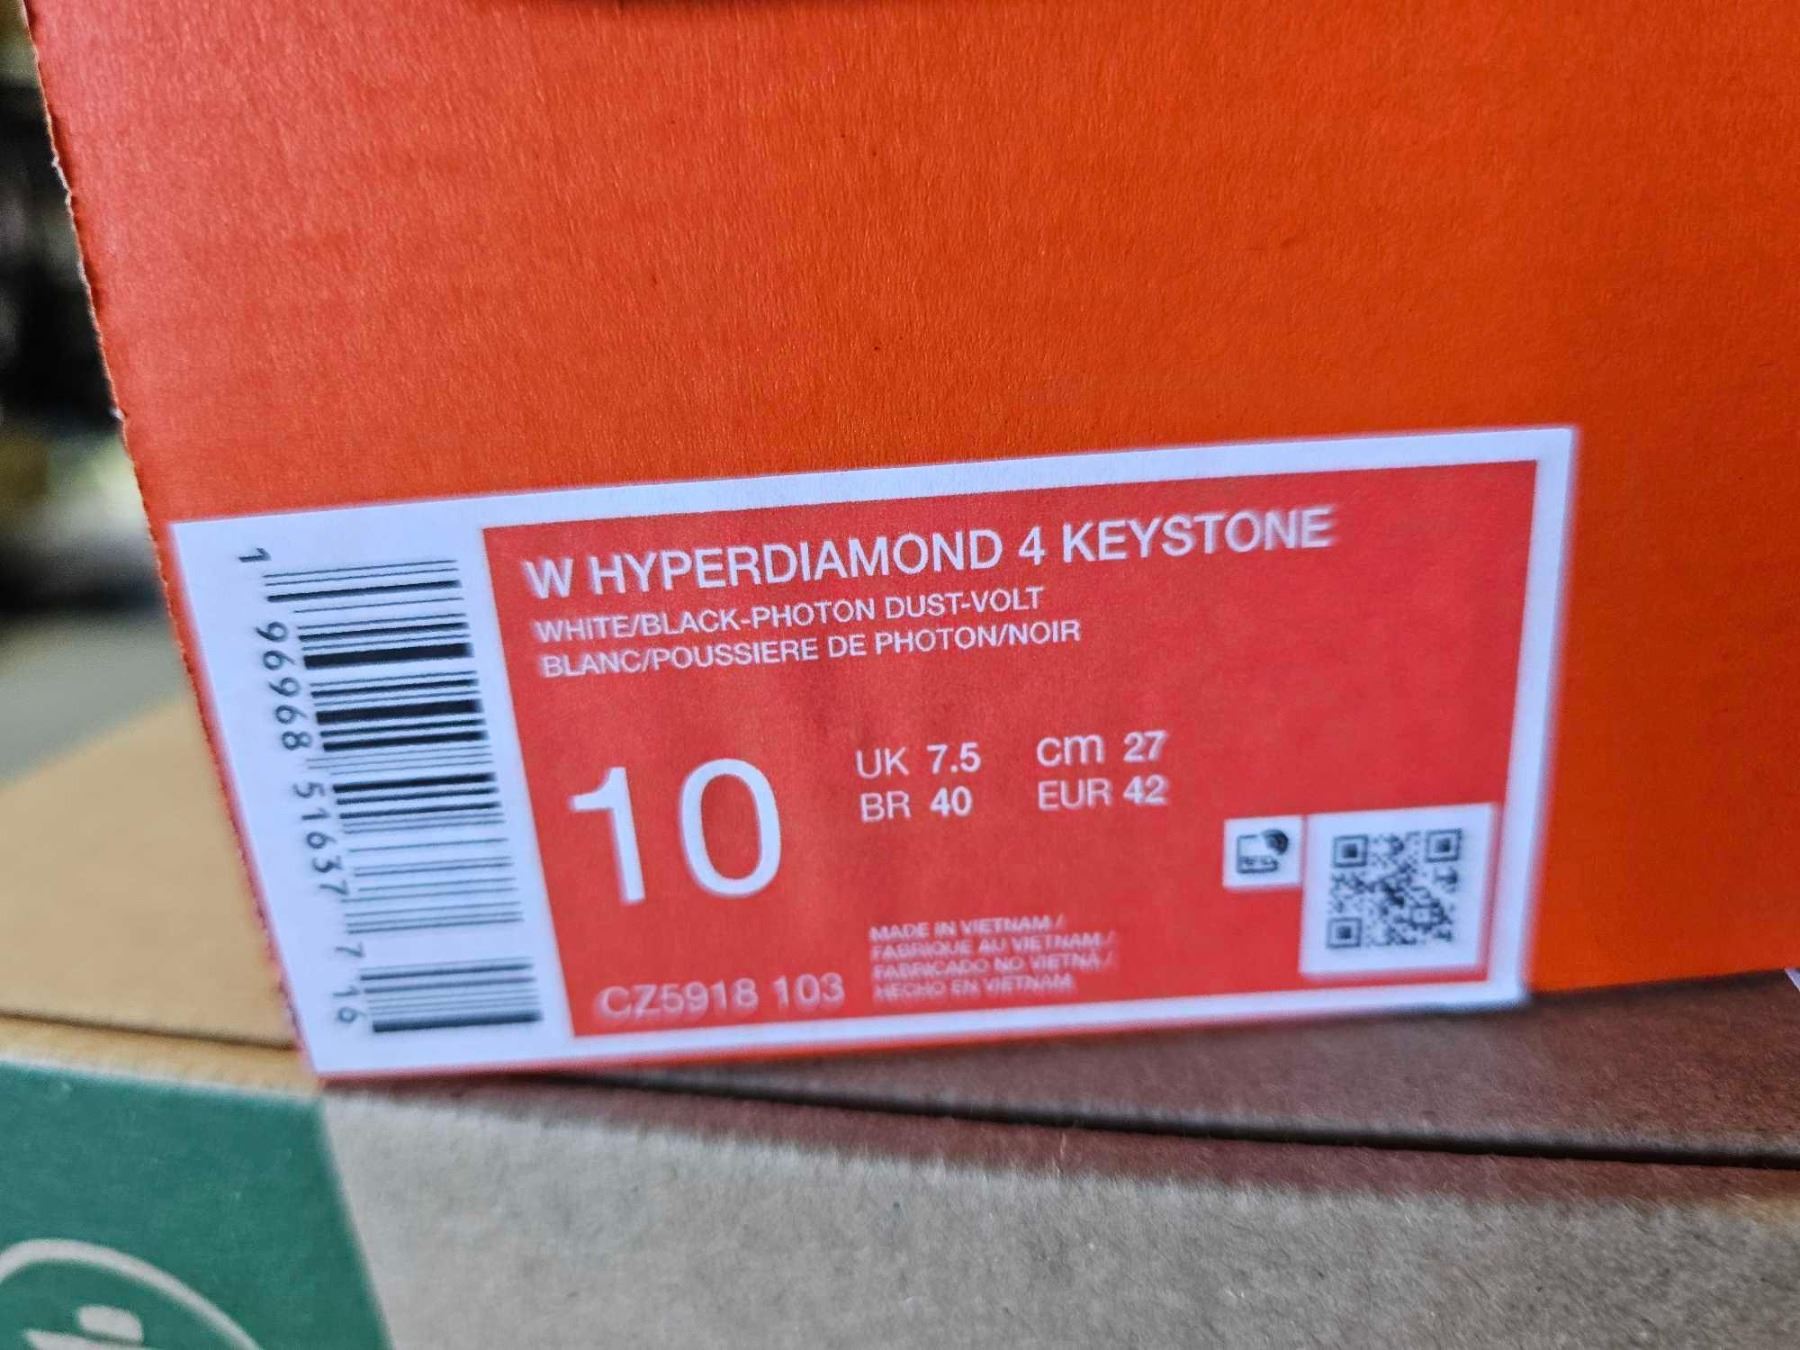 W HYPERDIAMOND 4 KEYSTONE
WHITE/BLACK-PHOTON DUST-VOLT
BLANC/POUSSIERE DE PHOTON/NOIR
10
UK 7.5 cm 27
BR 40 EUR 42
MADE IN VIETNAM /
FABRIQUE AU VIETNAM /
FABRICADO NO VIETNÃ /
HECHO EN VIETNAM
CZ5918 103
1 96968 51637 7 16